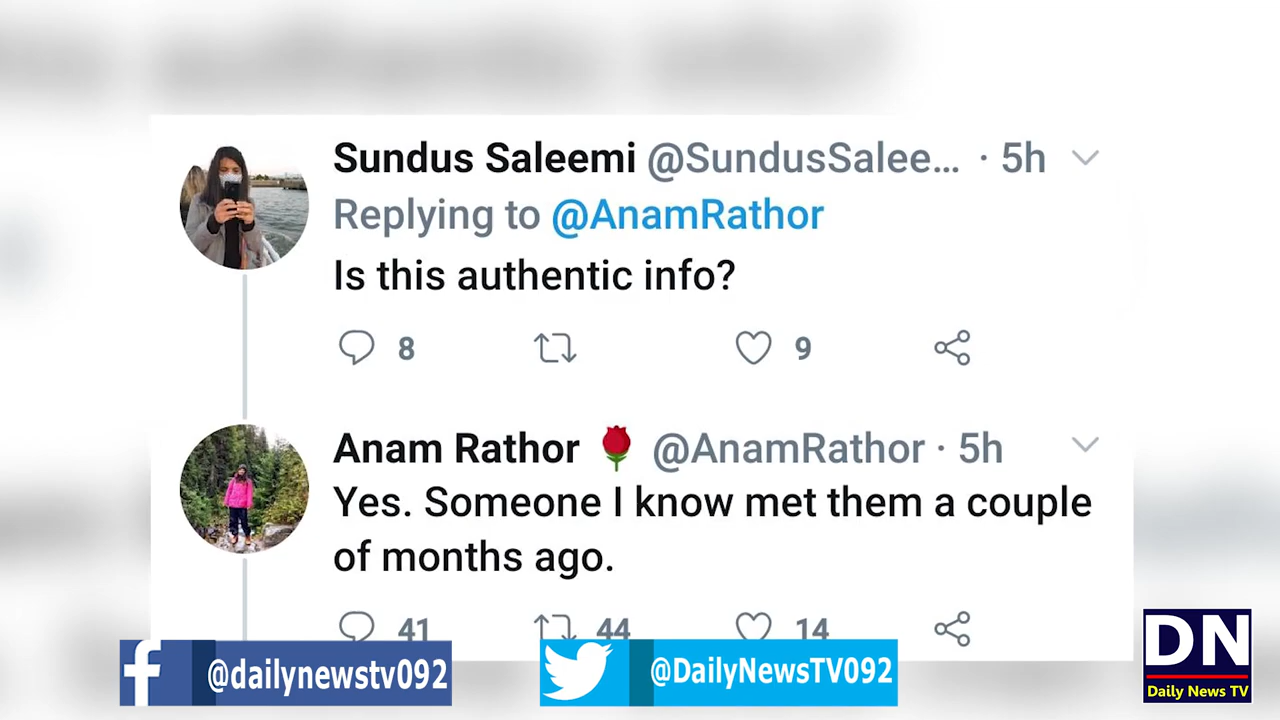 Sundus Saleemi @SundusSalee... · 5h
Replying to @AnamRathor
Is this authentic info?
8 9
Anam Rathor 🌹 @AnamRathor · 5h
Yes. Someone I know met them a couple
of months ago.
41 44 14
@dailynewstv092
@DailyNewsTV092
DN
Daily News TV